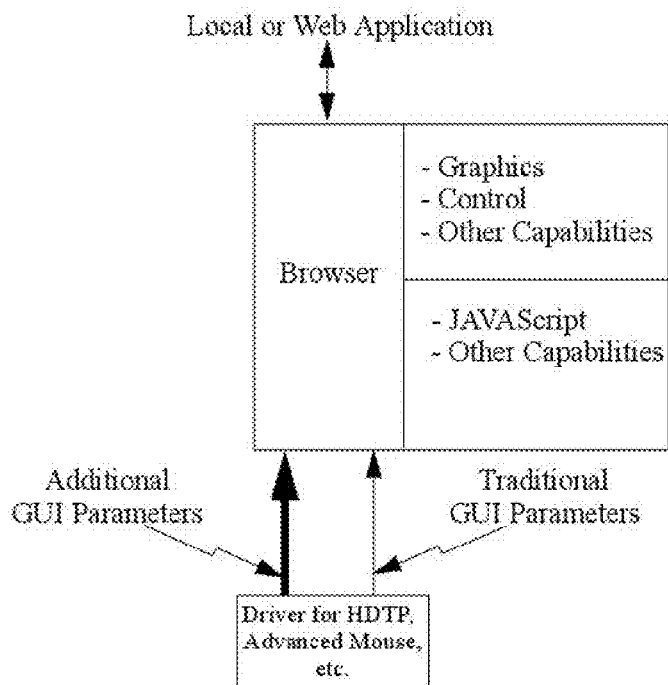 Local or Web Application
- Graphics
- Control
- Other Capabilities
Browser
- JAVAScript
- Other Capabilities
Additional
GUI Parameters
Traditional
GUI Parameters
Driver for HDTP,
Advanced Mouse,
etc.